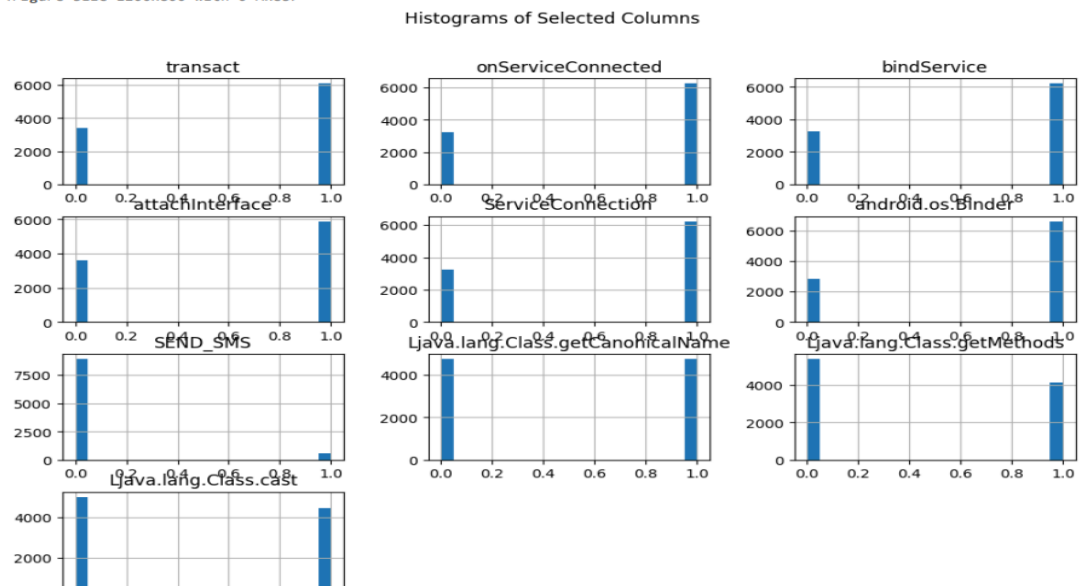 Histograms of Selected Columns
transact
onServiceConnected
bindService
6000
4000
2000
0
0.0 0.2 0.4 0.6 0.8 1.0
6000
4000
2000
0
0.0 0.2 0.4 0.6 0.8 1.0
6000
4000
2000
0
0.0 0.2 0.4 0.6 0.8 1.0
attachInterface
ServiceConnection
android.os.Binder
6000
4000
2000
0
0.0 0.2 0.4 0.6 0.8 1.0
6000
4000
2000
0
0.0 0.2 0.4 0.6 0.8 1.0
6000
4000
2000
0
0.0 0.2 0.4 0.6 0.8 1.0
SEND_SMS
Ljava.lang.Class.getCanonicalName
Ljava.lang.Class.getMethods
7500
5000
2500
0
0.0 0.2 0.4 0.6 0.8 1.0
4000
2000
0
0.0 0.2 0.4 0.6 0.8 1.0
4000
2000
0
0.0 0.2 0.4 0.6 0.8 1.0
Ljava.lang.Class.cast
4000
2000